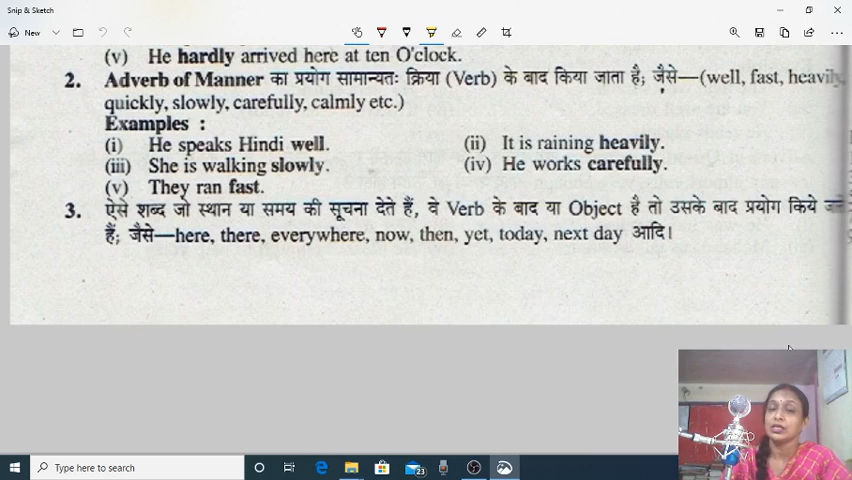 Snip & Sketch
New
(v) He hardly arrived here at ten O'clock.
2. Adverb of Manner का प्रयोग सामान्यतः क्रिया (Verb) के बाद किया जाता है; जैसे—(well, fast, heavily,
quickly, slowly, carefully, calmly etc.)
Examples :
(i) He speaks Hindi well. (ii) It is raining heavily.
(iii) She is walking slowly. (iv) He works carefully.
(v) They ran fast.
3. ऐसे शब्द जो स्थान या समय की सूचना देते हैं, वे Verb के बाद या Object है तो उसके बाद प्रयोग किये जाते
हैं; जैसे—here, there, everywhere, now, then, yet, today, next day आदि।
Type here to search
23